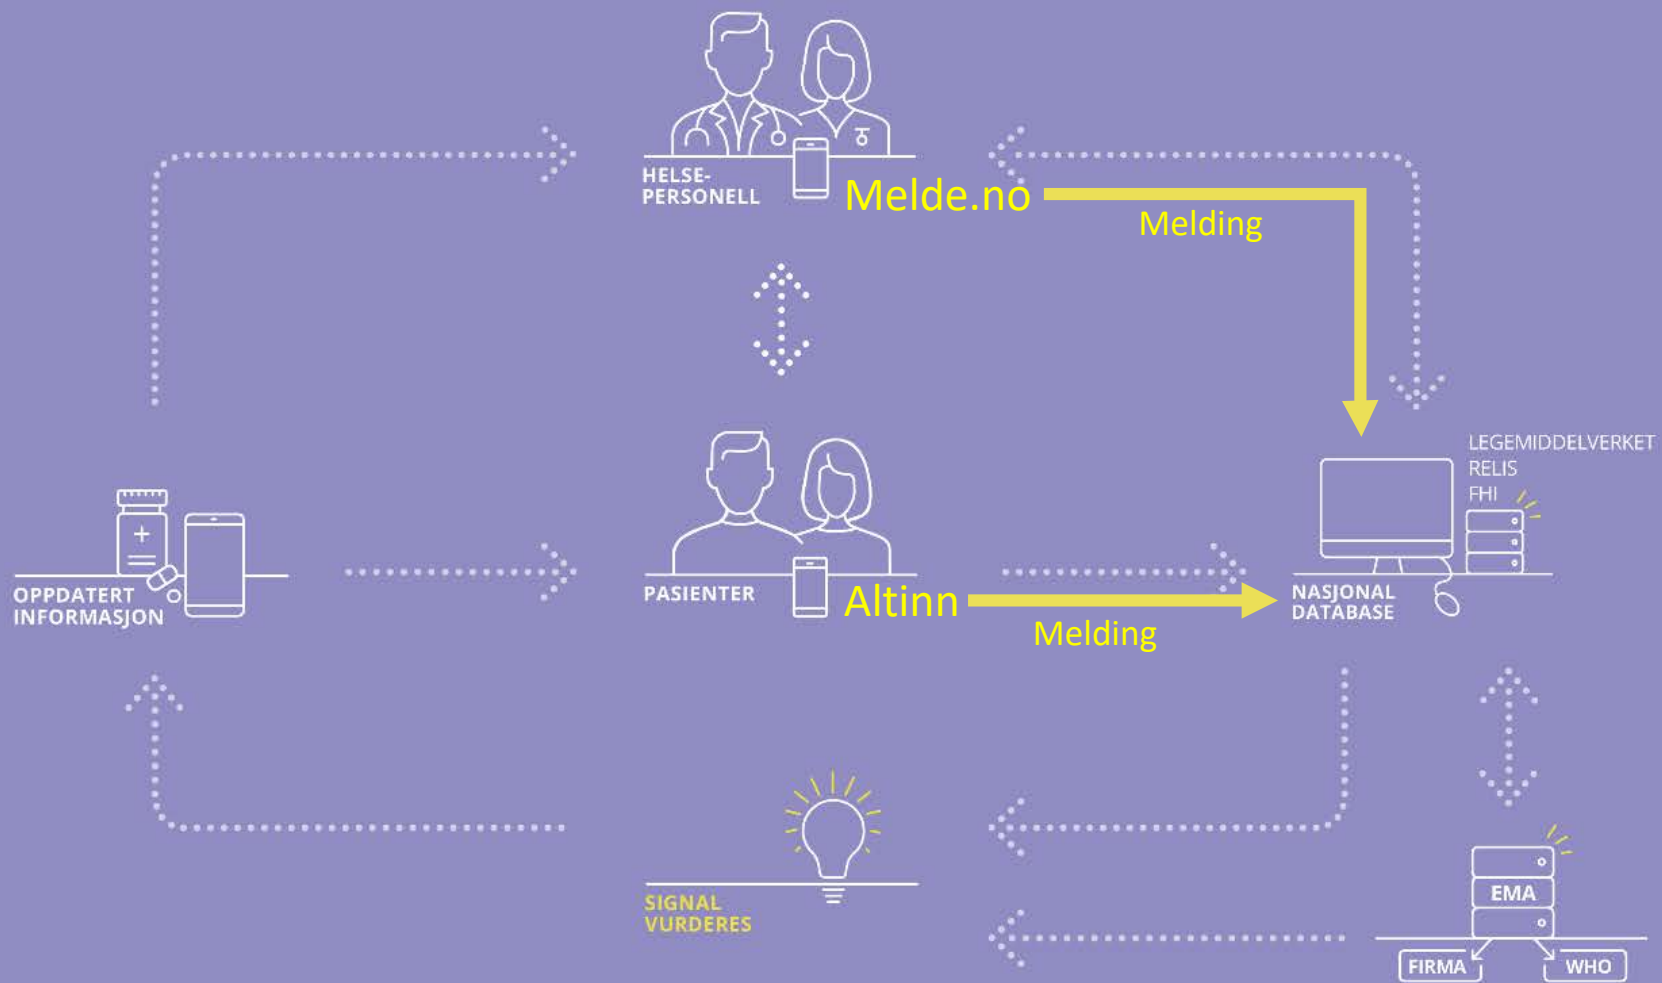 HELSE-
PERSONELL
Melde.no
Melding
LEGEMIDDELVERKET
RELIS
FHI
OPPDATERT
INFORMASJON
PASIENTER
Altinn
Melding
NASJONAL
DATABASE
SIGNAL
VURDERES
EMA
FIRMA
WHO